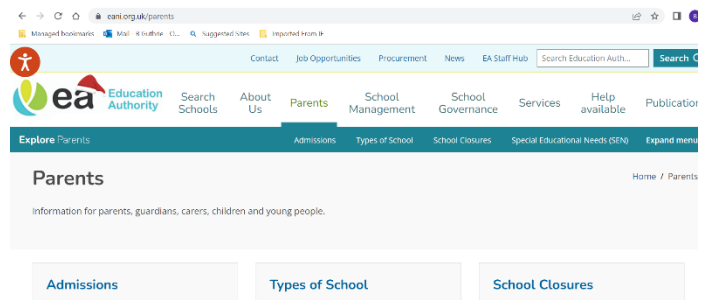 eani.org.uk/parents
Managed bookmarks Mail - R Guthrie - O... Suggested Sites Imported From IE
Contact Job Opportunities Procurement News EA Staff Hub Search Education Auth... Search
ea Education Authority
Search Schools
About Us
Parents
School Management
School Governance
Services
Help available
Publication
Explore Parents Admissions Types of School School Closures Special Educational Needs (SEN) Expand menu
Parents
Home / Parents
Information for parents, guardians, carers, children and young people.
Admissions Types of School School Closures